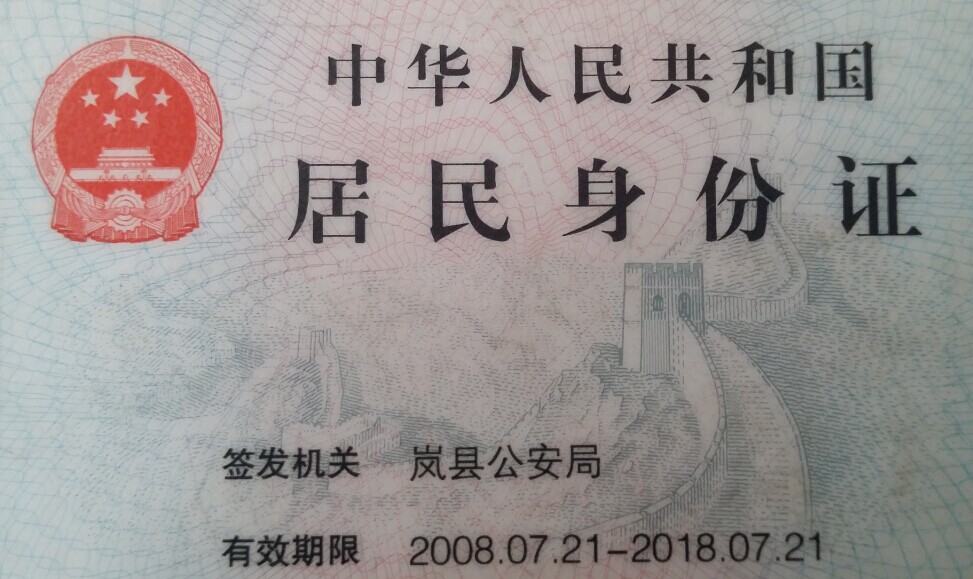 中华人民共和国
居民身份证
签发机关 岚县公安局
有效期限 2008.07.21-2018.07.21